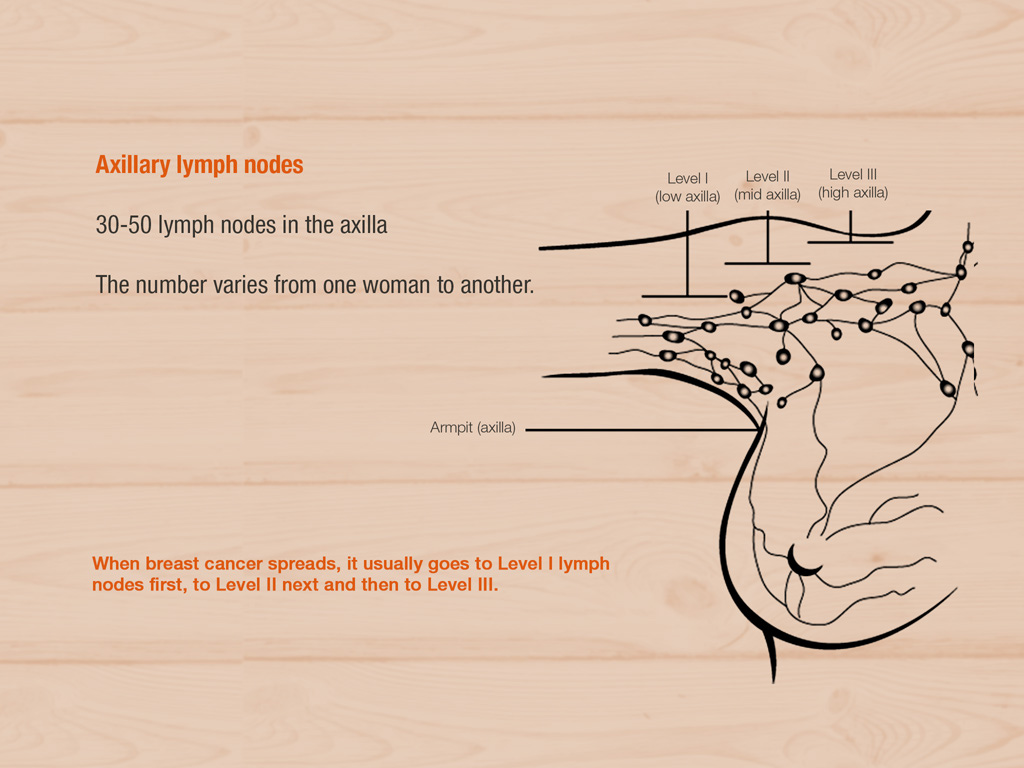 Axillary lymph nodes
30-50 lymph nodes in the axilla
The number varies from one woman to another.
Level I
(low axilla)
Level II
(mid axilla)
Level III
(high axilla)
Armpit (axilla)
When breast cancer spreads, it usually goes to Level I lymph
nodes first, to Level II next and then to Level III.